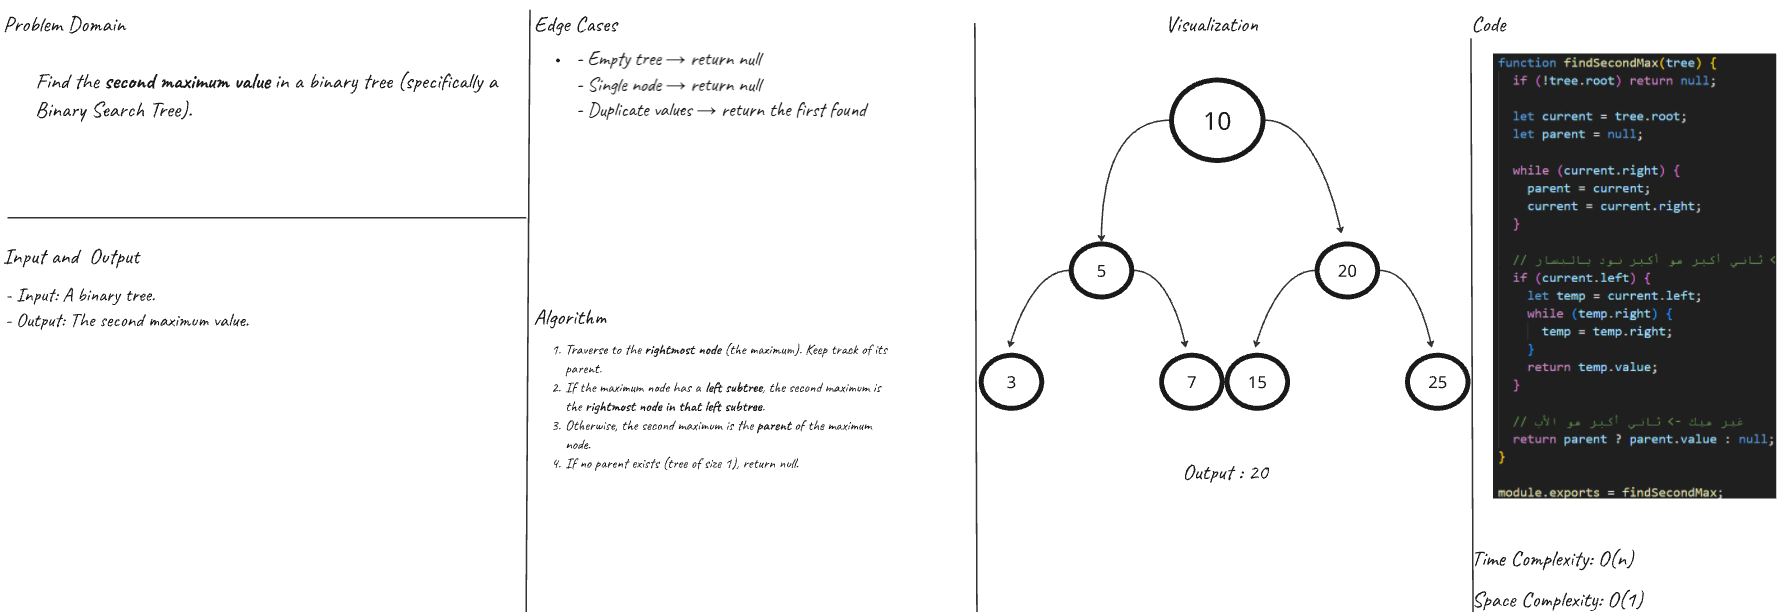 Problem Domain
Find the second maximum value in a binary tree (specifically a
Binary Search Tree).
Input and Output
- Input: A binary tree.
- Output: The second maximum value.
Edge Cases
• - Empty tree → return null
- Single node → return null
- Duplicate values → return the first found
Algorithm
1. Traverse to the rightmost node (the maximum). Keep track of its
parent.
2. If the maximum node has a left subtree, the second maximum is
the rightmost node in that left subtree.
3. Otherwise, the second maximum is the parent of the maximum
node.
4. If no parent exists (tree of size 1), return null.
Visualization
10
5
20
3
7
15
25
Output : 20
Code
function findSecondMax(tree) {
if (!tree.root) return null;
let current = tree.root;
let parent = null;
while (current.right) {
parent = current;
current = current.right;
}
// ثاني أكبر هو أكبر نود باليسار <
if (current.left) {
let temp = current.left;
while (temp.right) {
temp = temp.right;
}
return temp.value;
}
// غير هيك -> ثاني أكبر هو الأب
return parent ? parent.value : null;
}
module.exports = findSecondMax;
Time Complexity: O(n)
Space Complexity: O(1)